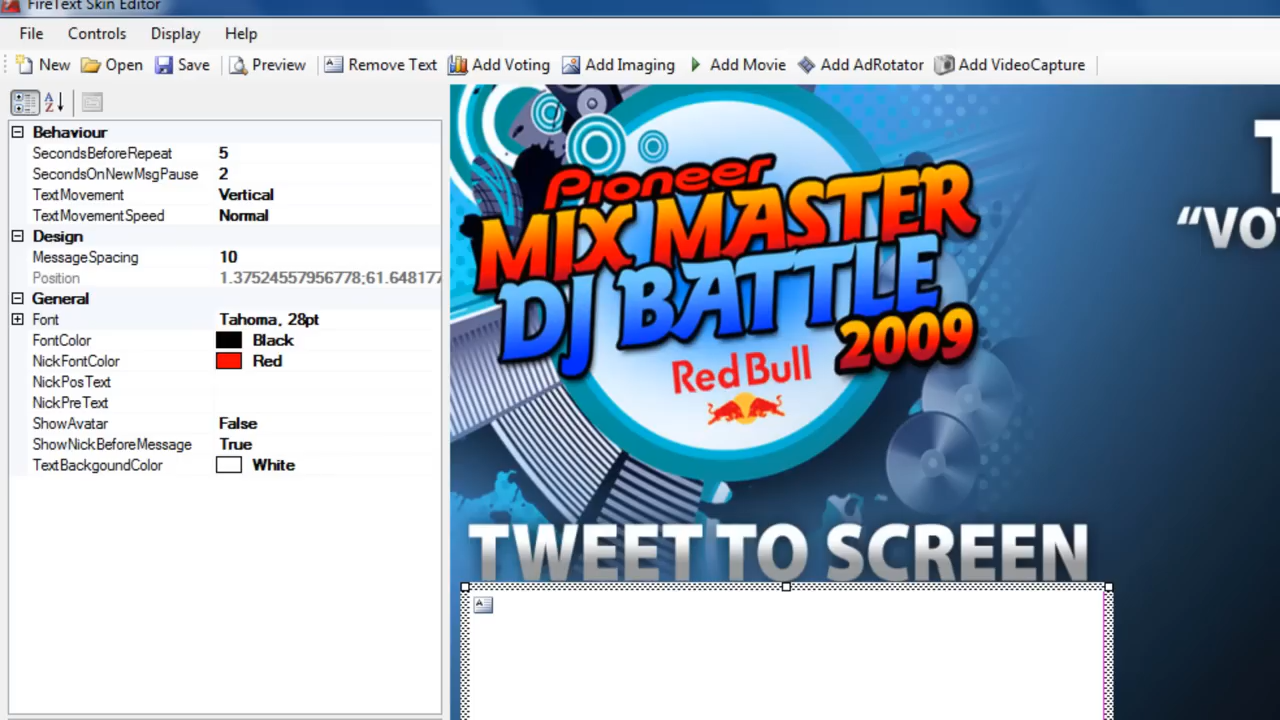 FireText Skin Editor
File Controls Display Help
New Open Save Preview Remove Text Add Voting Add Imaging Add Movie Add AdRotator Add VideoCapture
Behaviour
SecondsBeforeRepeat 5
SecondsOnNewMsgPause 2
TextMovement Vertical
TextMovementSpeed Normal
Design
MessageSpacing 10
Position 1.37524557956778;61.648177
General
Font Tahoma, 28pt
FontColor Black
NickFontColor Red
NickPosText
NickPreText
ShowAvatar False
ShowNickBeforeMessage True
TextBackgoundColor White
Pioneer
MIX MASTER
DJ BATTLE
2009
Red Bull
TWEET TO SCREEN
T
“VO